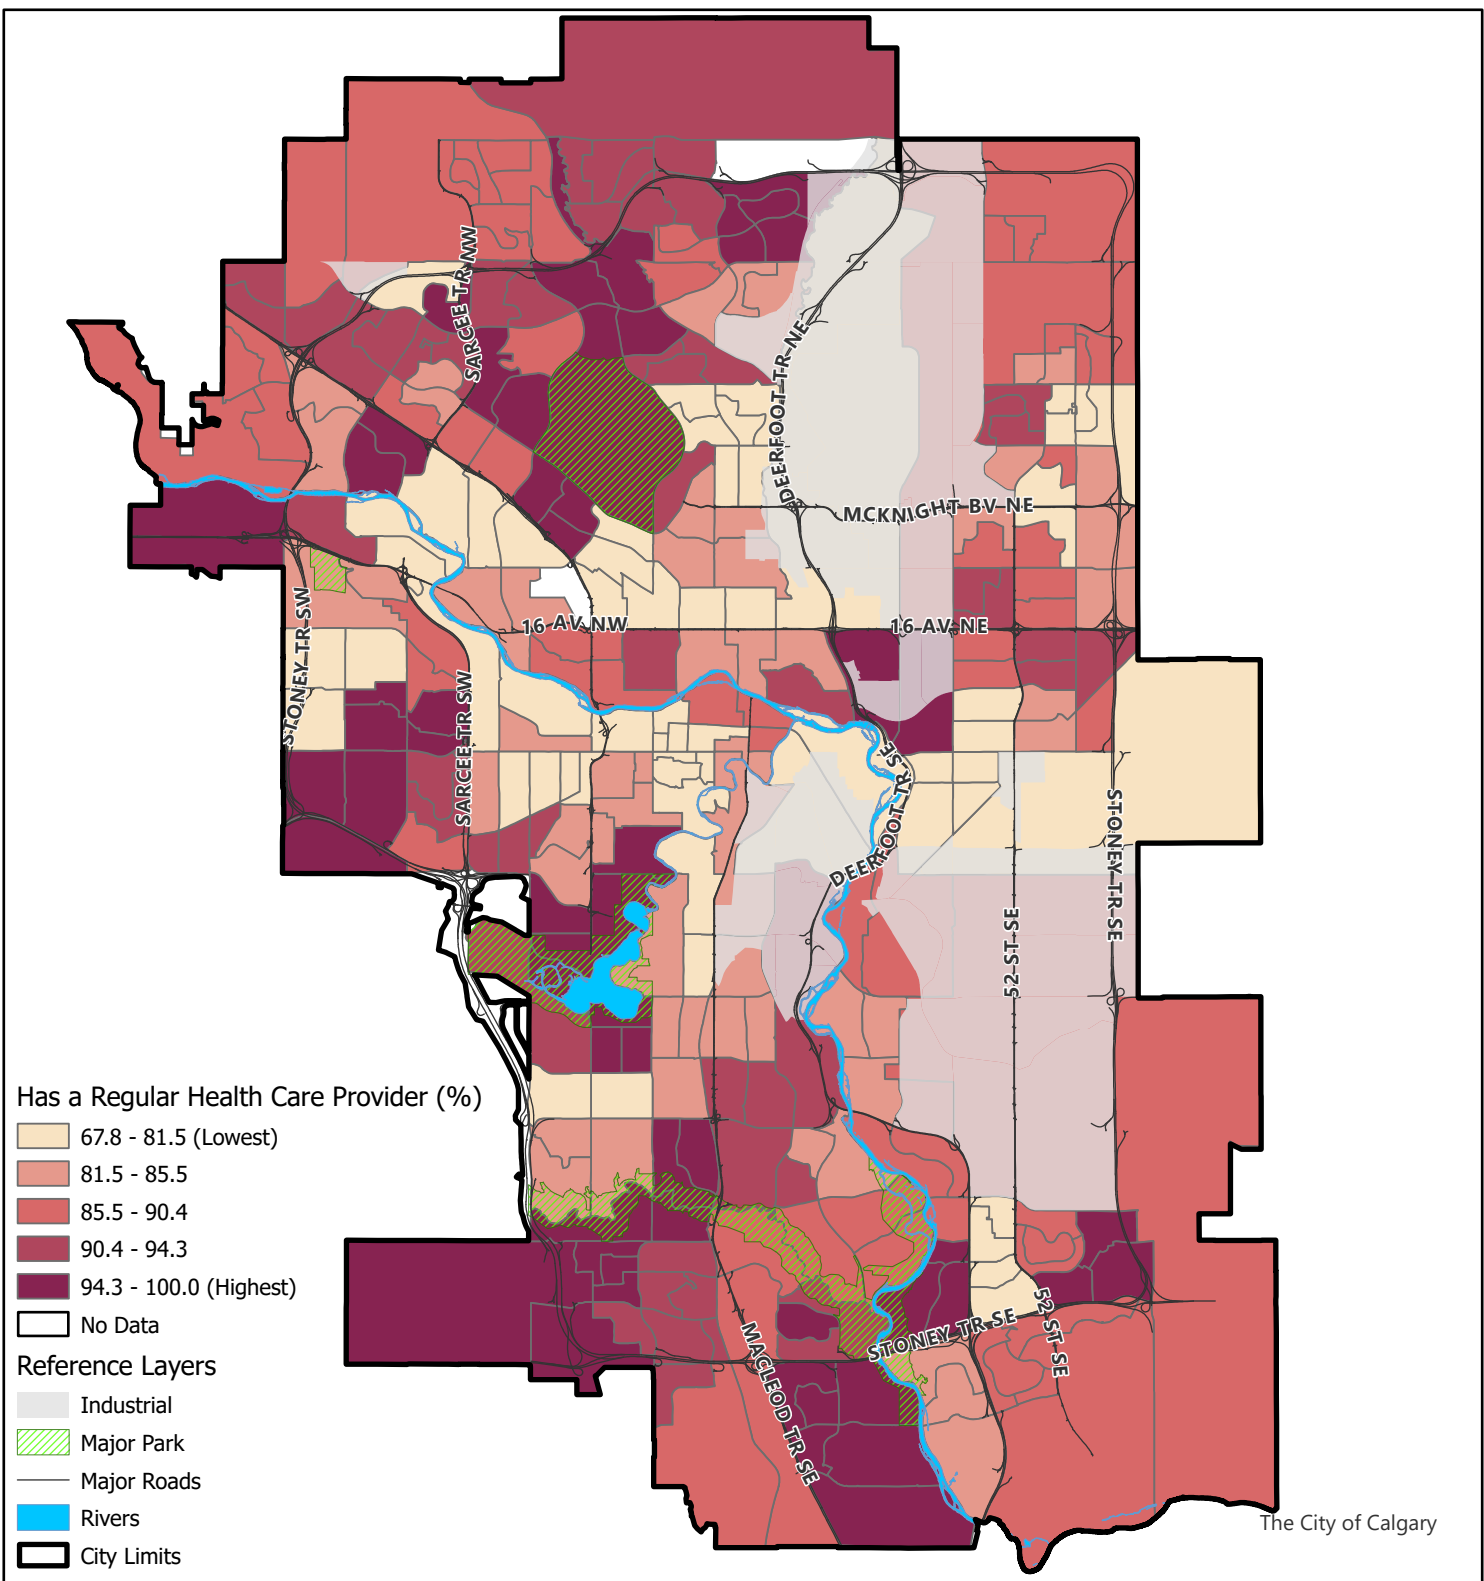 SARCEE TR NW
DEERFOOT TR NE
MCKNIGHT BV NE
16 AV NW
16 AV NE
STONEY TR SW
SARCEE TR SW
DEERFOOT TR SE
STONEY TR SE
52 ST SE
STONEY TR SE
52 ST SE
MACLEOD TR SE
Has a Regular Health Care Provider (%)
67.8 - 81.5 (Lowest)
81.5 - 85.5
85.5 - 90.4
90.4 - 94.3
94.3 - 100.0 (Highest)
No Data
Reference Layers
Industrial
Major Park
Major Roads
Rivers
City Limits
The City of Calgary